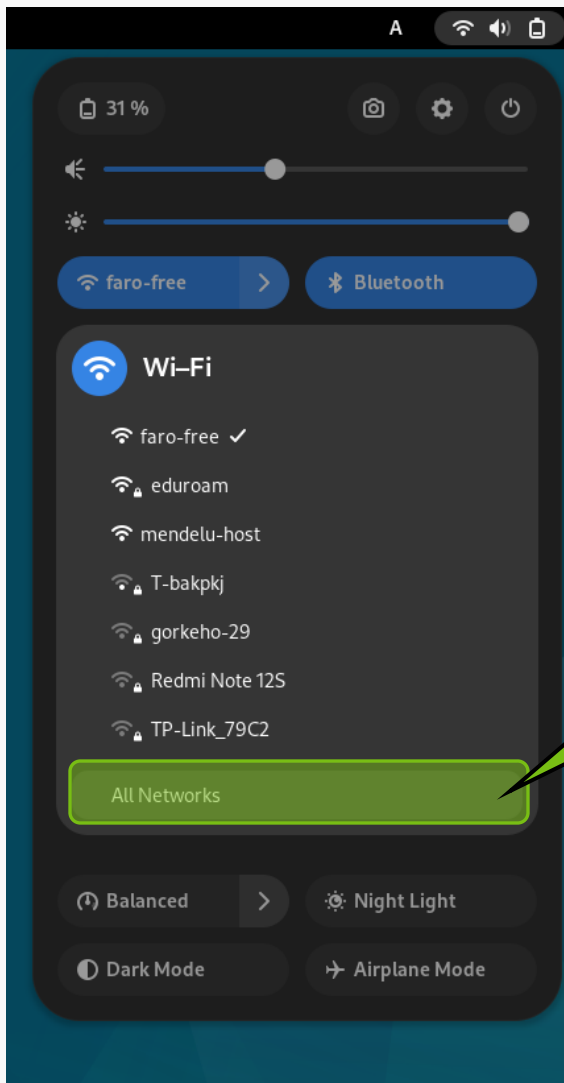 A
31 %
faro-free
Bluetooth
Wi–Fi
faro-free
eduroam
mendelu-host
T-bakpkj
gorkeho-29
Redmi Note 12S
TP-Link_79C2
All Networks
Balanced
Night Light
Dark Mode
Airplane Mode